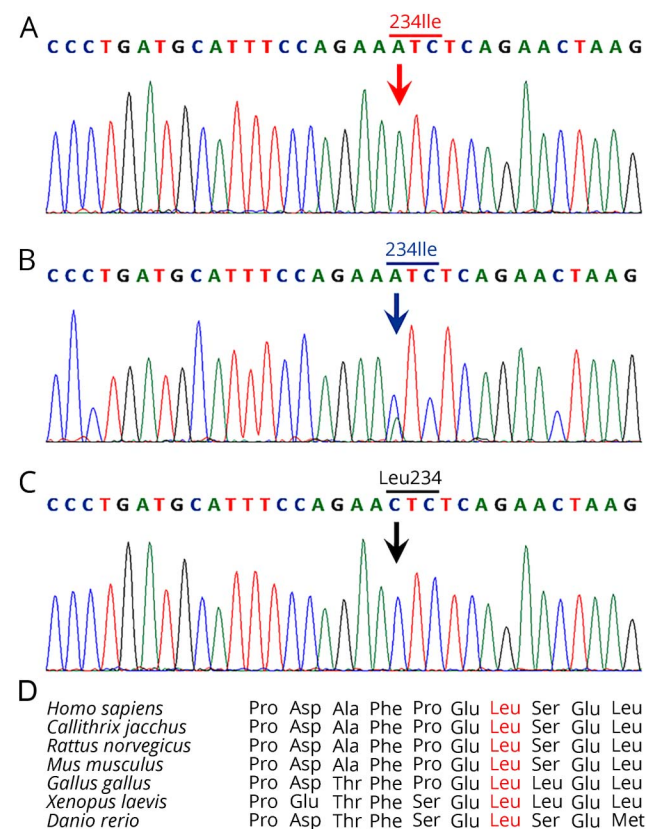 A
234Ile
CCCTGATGCATTTCCAGAAATCTCAGAACTAAG
B
234Ile
CCCTGATGCATTTCCAGAAATCTCAGAACTAAG
C
Leu234
CCCTGATGCATTTCCAGAACTCTCAGAACTAAG
D
Homo sapiens Pro Asp Ala Phe Pro Glu Leu Ser Glu Leu
Callithrix jacchus Pro Asp Ala Phe Pro Glu Leu Ser Glu Leu
Rattus norvegicus Pro Asp Ala Phe Pro Glu Leu Ser Glu Leu
Mus musculus Pro Asp Ala Phe Pro Glu Leu Ser Glu Leu
Gallus gallus Pro Asp Thr Phe Pro Glu Leu Leu Glu Leu
Xenopus laevis Pro Glu Thr Phe Ser Glu Leu Leu Glu Leu
Danio rerio Pro Asp Ala Phe Ser Glu Leu Ser Glu Met